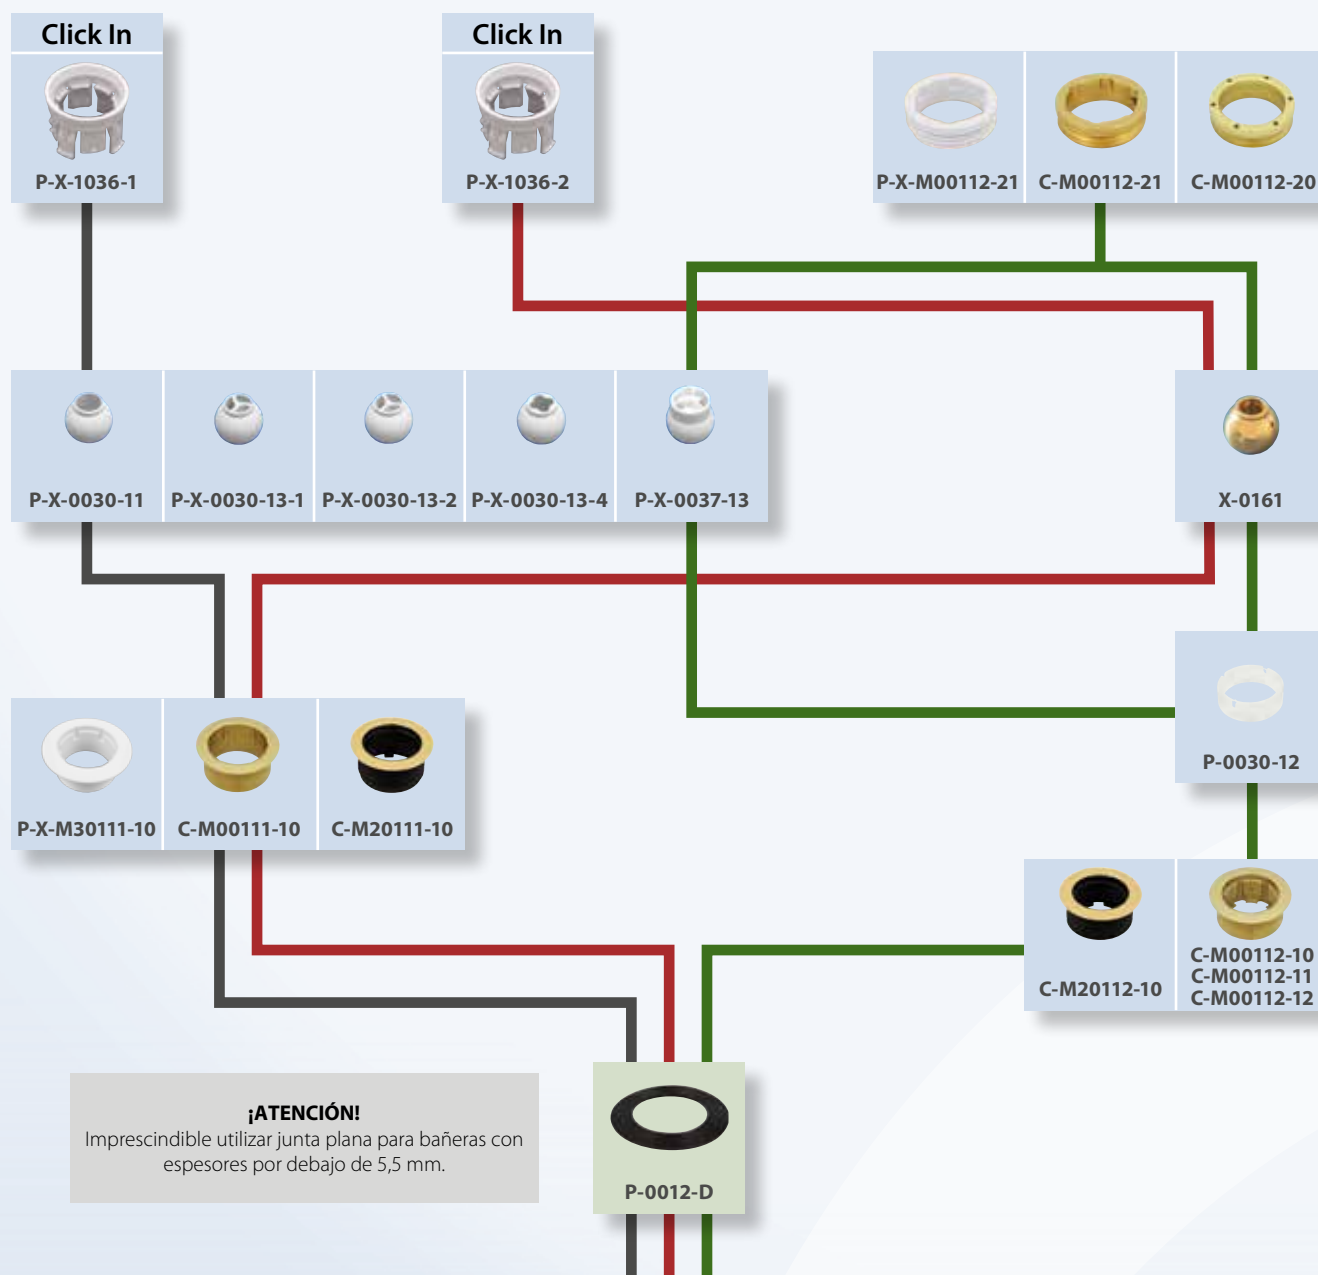 Click In
P-X-1036-1
Click In
P-X-1036-2
P-X-M00112-21
C-M00112-21
C-M00112-20
P-X-0030-11
P-X-0030-13-1
P-X-0030-13-2
P-X-0030-13-4
P-X-0037-13
X-0161
P-0030-12
P-X-M30111-10
C-M00111-10
C-M20111-10
C-M20112-10
C-M00112-10
C-M00112-11
C-M00112-12
¡ATENCIÓN!
Imprescindible utilizar junta plana para bañeras con
espesores por debajo de 5,5 mm.
P-0012-D